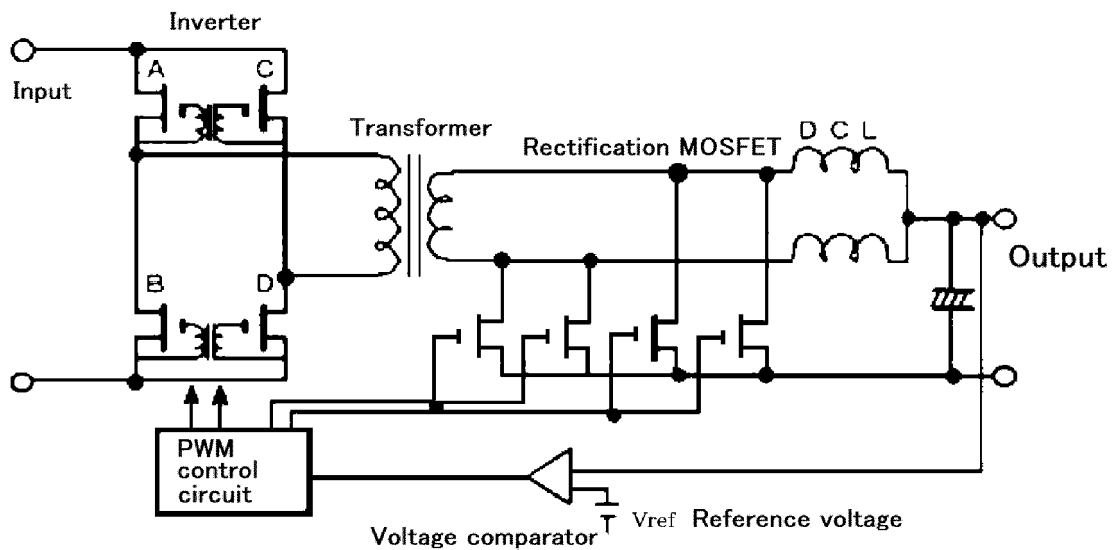 Inverter
A
C
Input
Transformer
Rectification MOSFET
D C L
Output
B
D
PWM
control
circuit
Vref Reference voltage
Voltage comparator